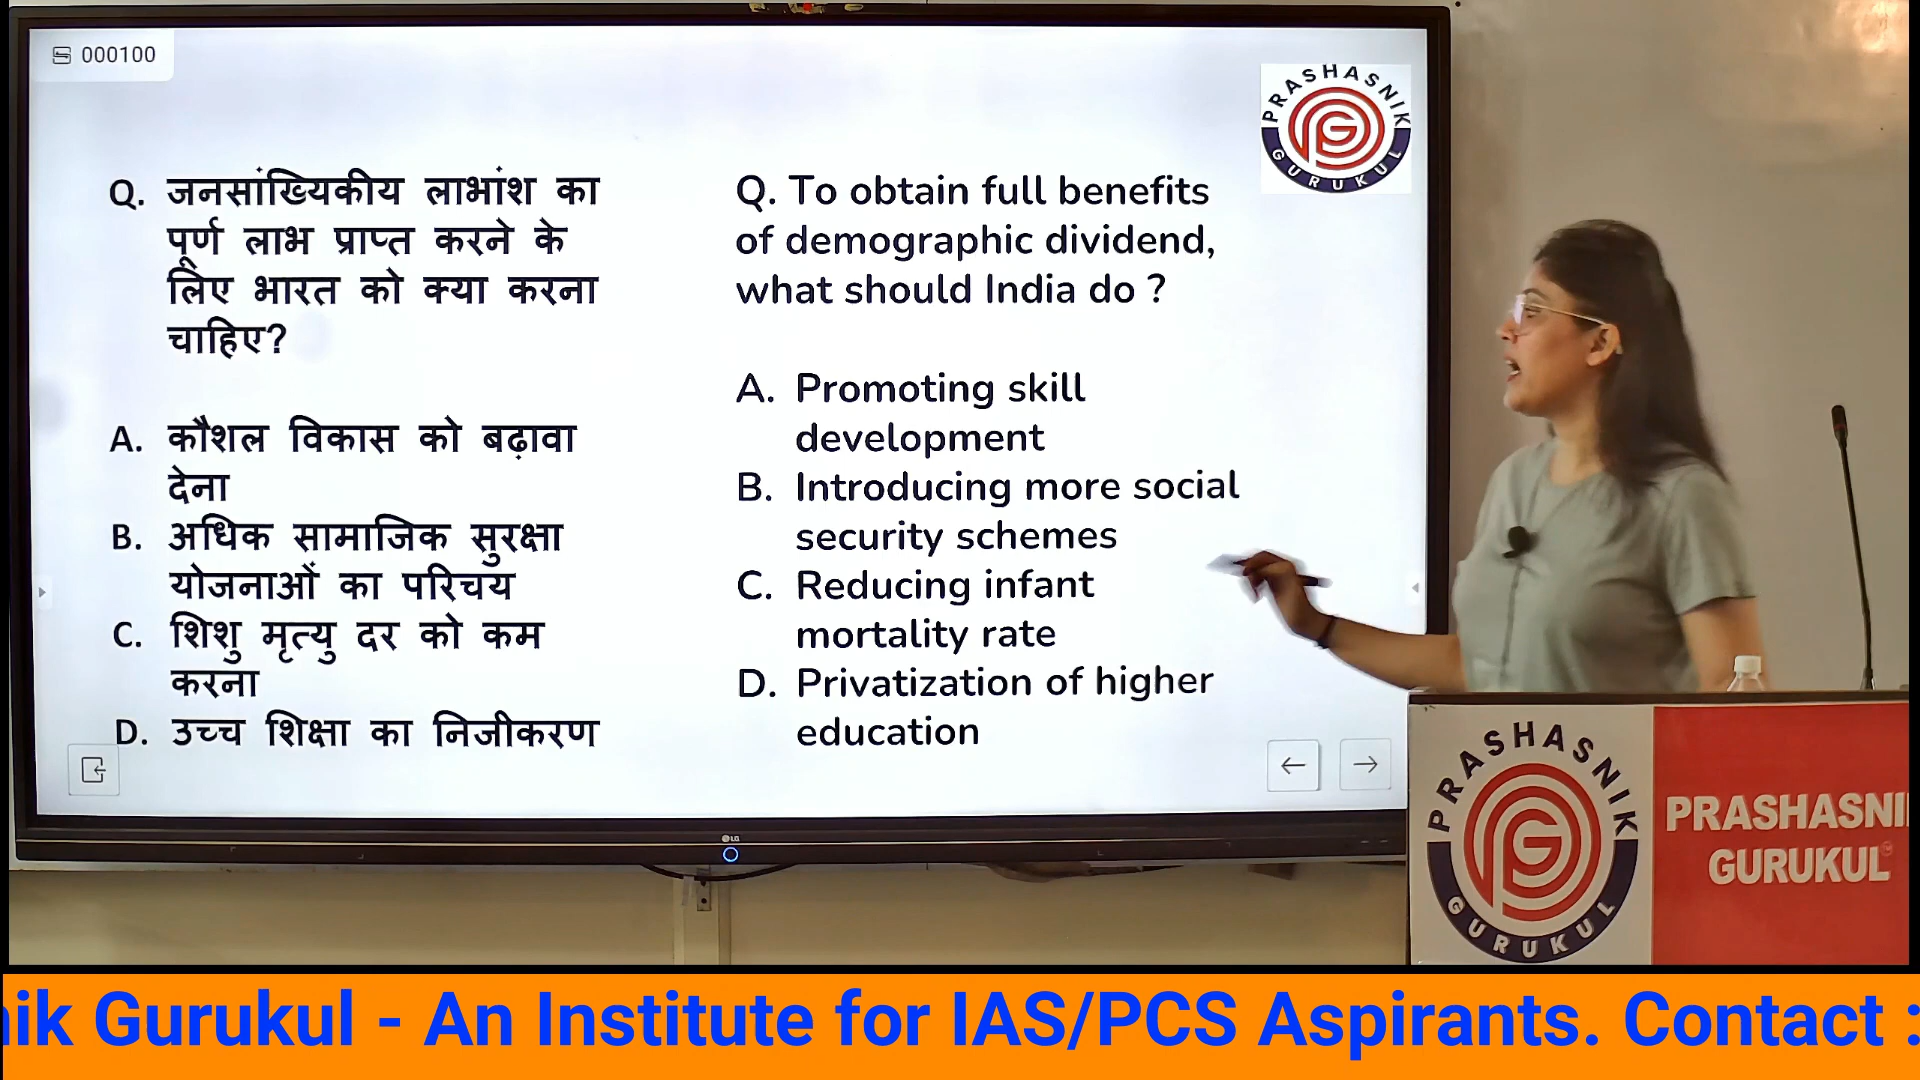 000100
PRASHASNIK
GURUKUL
Q. जनसांख्यिकीय लाभांश का
पूर्ण लाभ प्राप्त करने के
लिए भारत को क्या करना
चाहिए?
A. कौशल विकास को बढ़ावा
देना
B. अधिक सामाजिक सुरक्षा
योजनाओं का परिचय
C. शिशु मृत्यु दर को कम
करना
D. उच्च शिक्षा का निजीकरण
Q. To obtain full benefits
of demographic dividend,
what should India do ?
A. Promoting skill
development
B. Introducing more social
security schemes
C. Reducing infant
mortality rate
D. Privatization of higher
education
LG
PRASHASNIK
GURUKUL
PRASHASNI
GURUKUL
ik Gurukul - An Institute for IAS/PCS Aspirants. Contact :